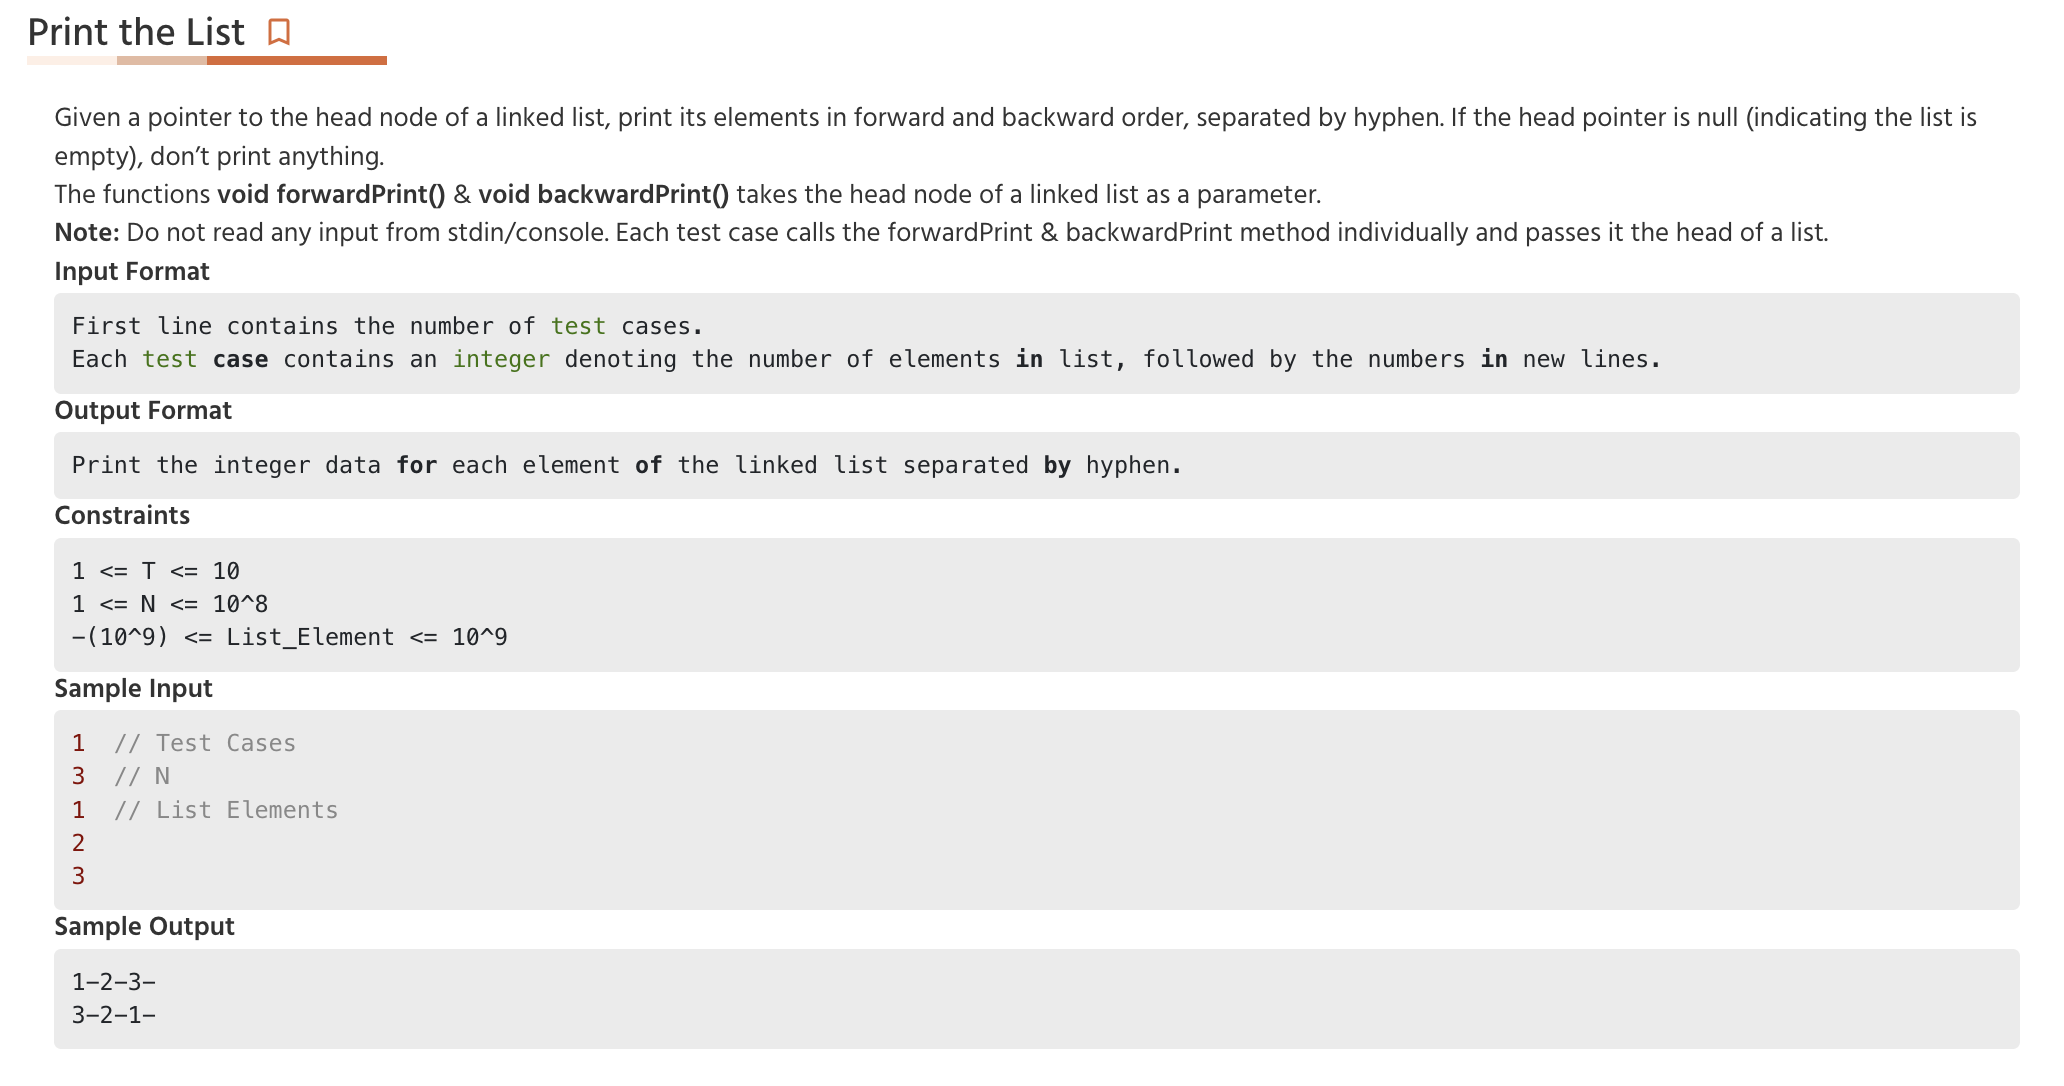 Print the List
Given a pointer to the head node of a linked list, print its elements in forward and backward order, separated by hyphen. If the head pointer is null (indicating the list is
empty), don’t print anything.
The functions void forwardPrint() & void backwardPrint() takes the head node of a linked list as a parameter.
Note: Do not read any input from stdin/console. Each test case calls the forwardPrint & backwardPrint method individually and passes it the head of a list.
Input Format
First line contains the number of test cases.
Each test case contains an integer denoting the number of elements in list, followed by the numbers in new lines.
Output Format
Print the integer data for each element of the linked list separated by hyphen.
Constraints
1 <= T <= 10
1 <= N <= 10^8
-(10^9) <= List_Element <= 10^9
Sample Input
1  // Test Cases
3  // N
1  // List Elements
2
3
Sample Output
1-2-3-
3-2-1-